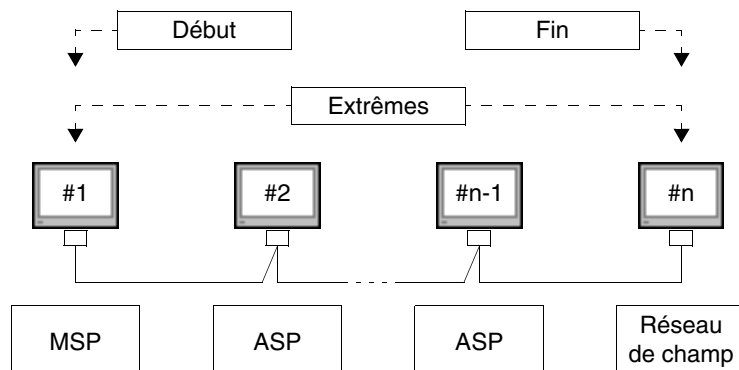 Début
Fin
Extrêmes
#1
#2
#n-1
#n
MSP
ASP
ASP
Réseau
de champ